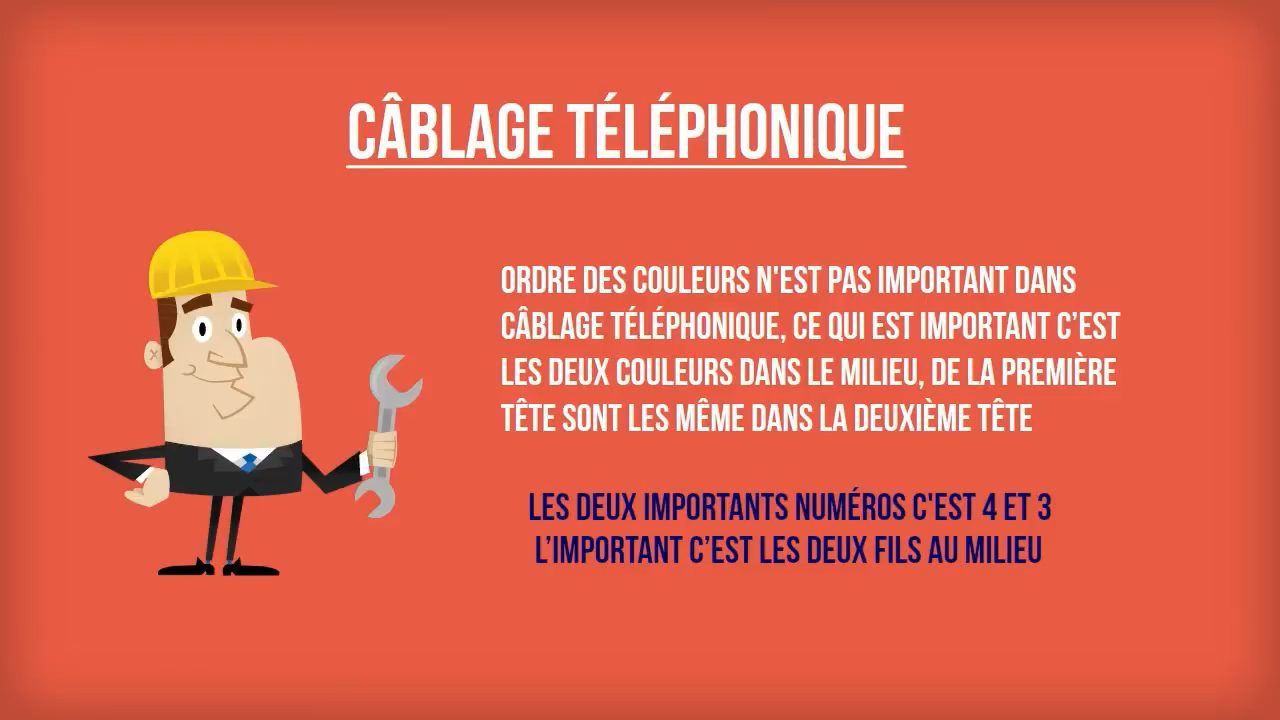 CÂBLAGE TÉLÉPHONIQUE
ORDRE DES COULEURS N'EST PAS IMPORTANT DANS
CÂBLAGE TÉLÉPHONIQUE, CE QUI EST IMPORTANT C’EST
LES DEUX COULEURS DANS LE MILIEU, DE LA PREMIÈRE
TÊTE SONT LES MÊME DANS LA DEUXIÈME TÊTE
LES DEUX IMPORTANTS NUMÉROS C'EST 4 ET 3
L’IMPORTANT C’EST LES DEUX FILS AU MILIEU